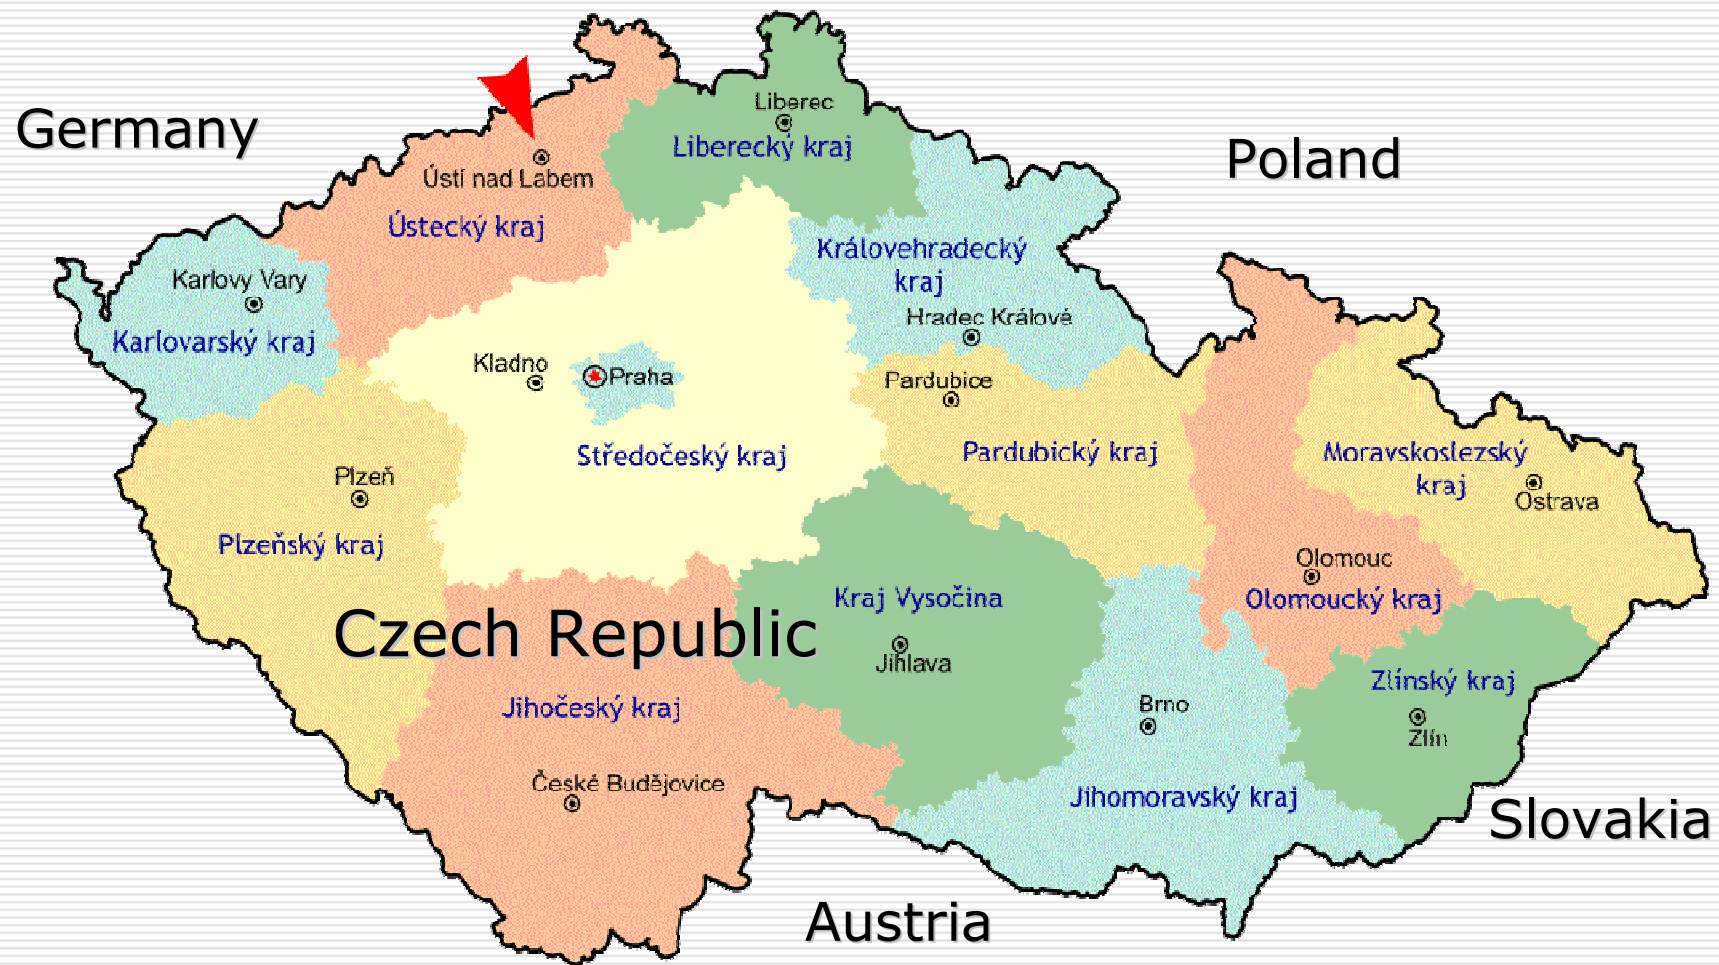 Liberec
Germany
Liberecký kraj
Poland
Ústí nad Labem
Ústecký kraj
Královehradecký
kraj
Karlovy Vary
Hradec Králové
Karlovarský kraj
Kladno
Praha
Pardubice
Středočeský kraj
Pardubický kraj
Moravskoslezský
kraj
Ostrava
Plzeň
Plzeňský kraj
Olomouc
Olomoucký kraj
Kraj Vysočina
Czech Republic
Jihlava
Zlínský kraj
Jihočeský kraj
Brno
Zlín
České Budějovice
Jihomoravský kraj
Slovakia
Austria